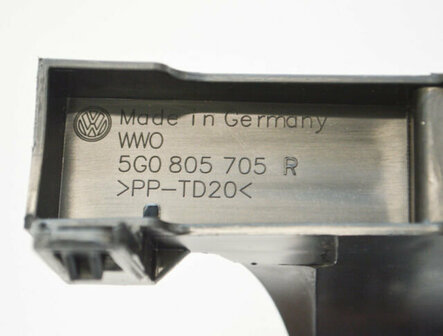 Made in Germany
WWO
5G0 805 705 R
>PP-TD20<